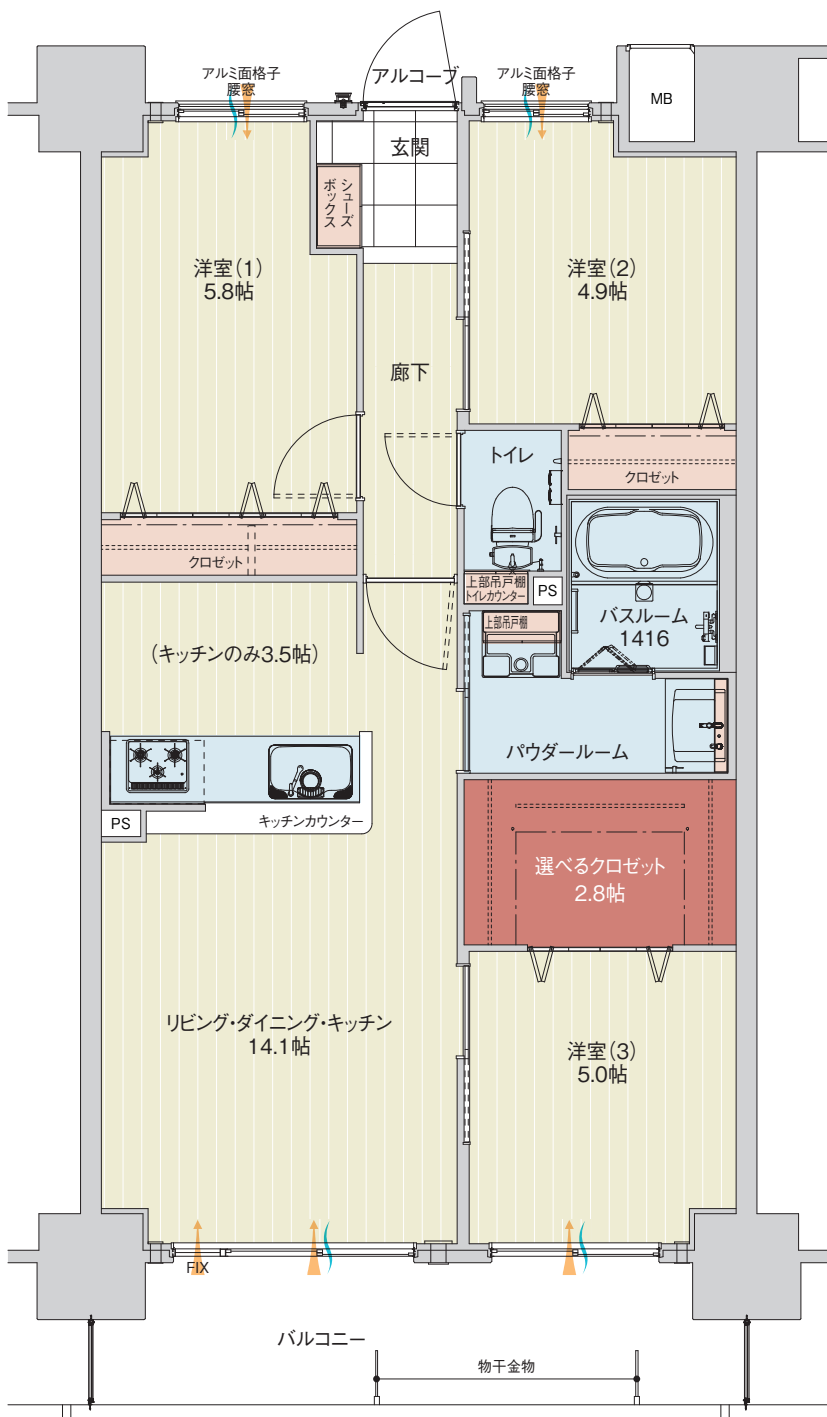 アルミ面格子
腰窓
アルコーブ
アルミ面格子
腰窓
MB
玄関
シューズ
ボックス
洋室(1)
5.8帖
洋室(2)
4.9帖
廊下
トイレ
クロゼット
クロゼット
上部吊戸棚
トイレカウンター
PS
上部吊戸棚
バスルーム
1416
(キッチンのみ3.5帖)
パウダールーム
PS
キッチンカウンター
選べるクロゼット
2.8帖
リビング・ダイニング・キッチン
14.1帖
洋室(3)
5.0帖
FIX
バルコニー
物干金物